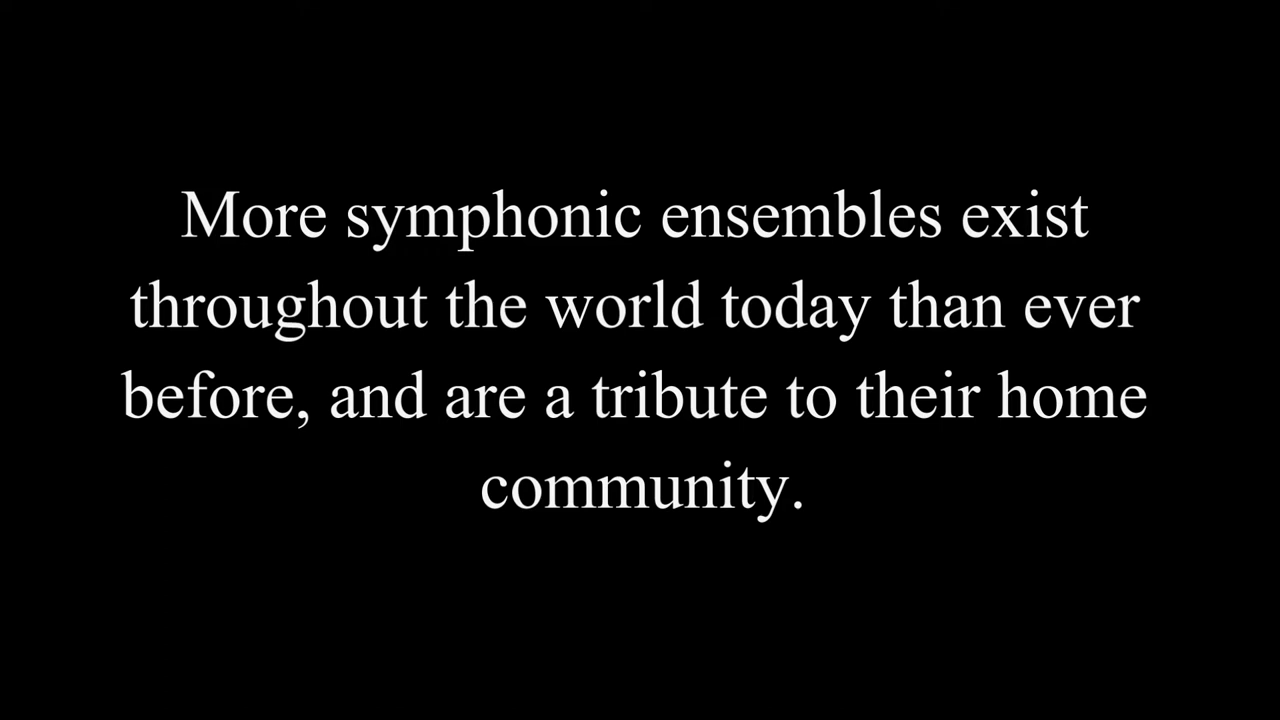 More symphonic ensembles exist
throughout the world today than ever
before, and are a tribute to their home
community.